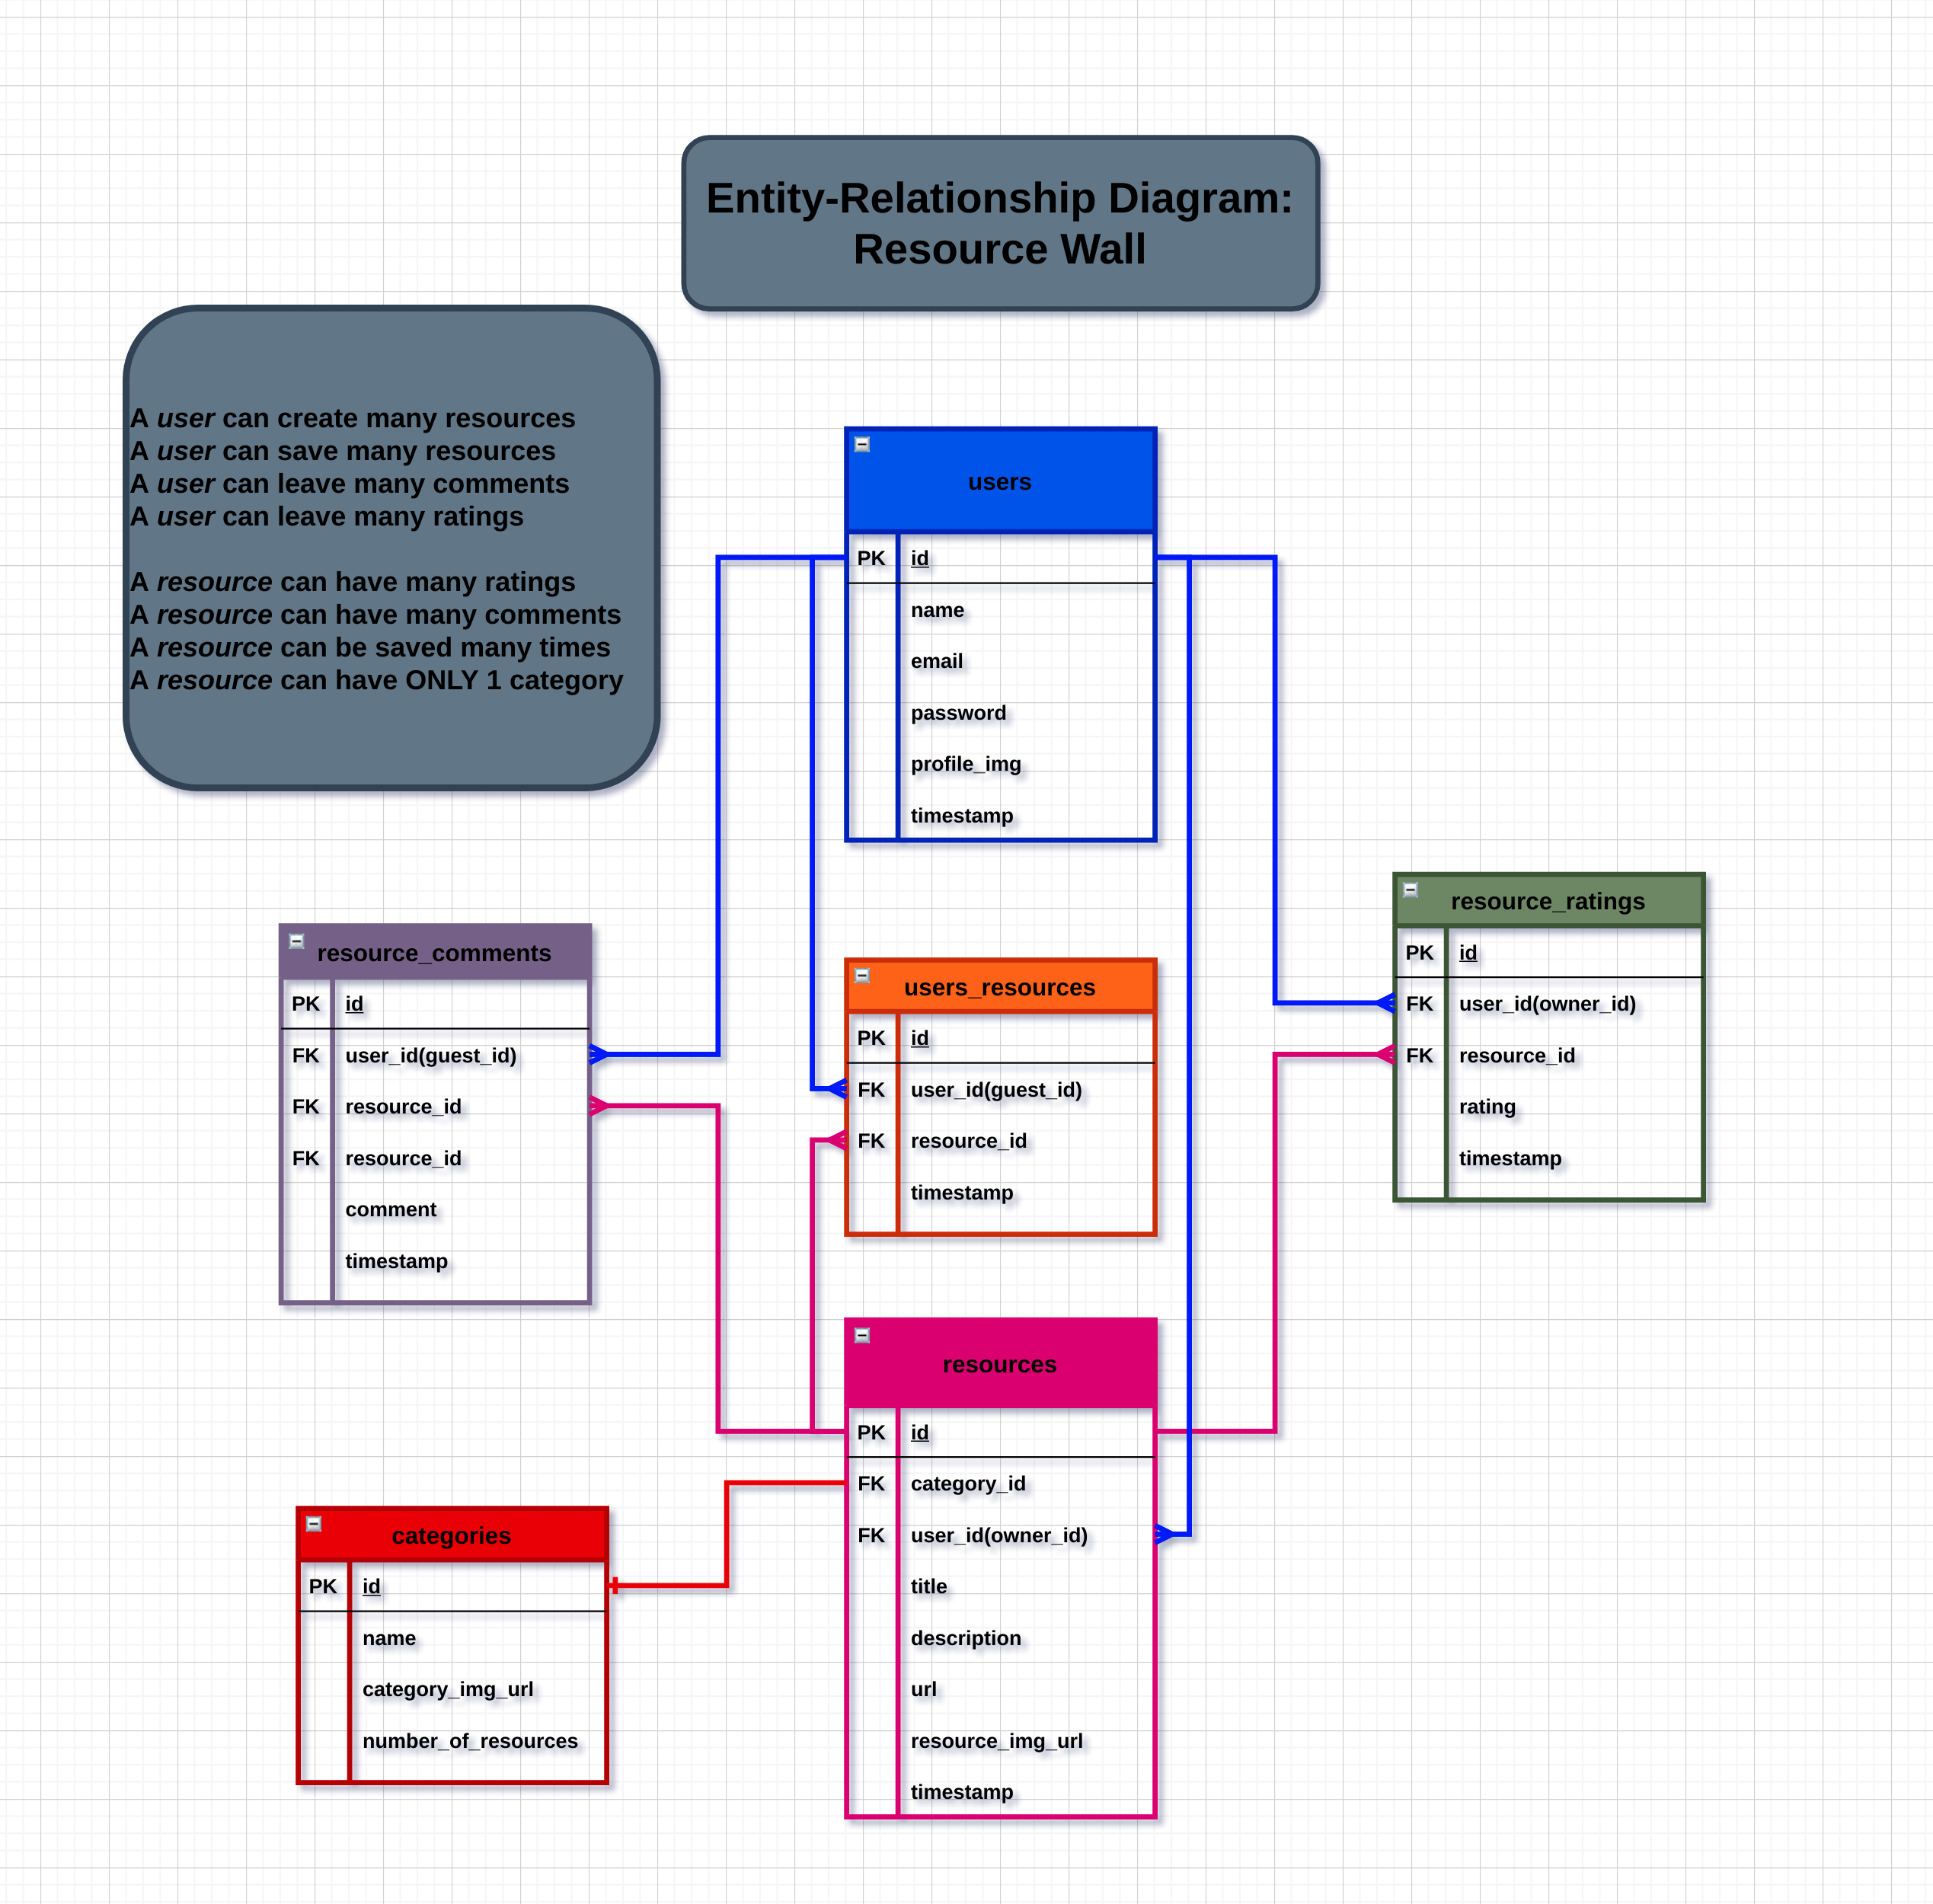 Entity-Relationship Diagram:
Resource Wall
A user can create many resources
A user can save many resources
A user can leave many comments
A user can leave many ratings
A resource can have many ratings
A resource can have many comments
A resource can be saved many times
A resource can have ONLY 1 category
users
PK id
name
email
password
profile_img
timestamp
resource_comments
PK id
FK user_id(guest_id)
FK resource_id
FK resource_id
comment
timestamp
users_resources
PK id
FK user_id(guest_id)
FK resource_id
timestamp
resource_ratings
PK id
FK user_id(owner_id)
FK resource_id
rating
timestamp
resources
PK id
FK category_id
FK user_id(owner_id)
title
description
url
resource_img_url
timestamp
categories
PK id
name
category_img_url
number_of_resources